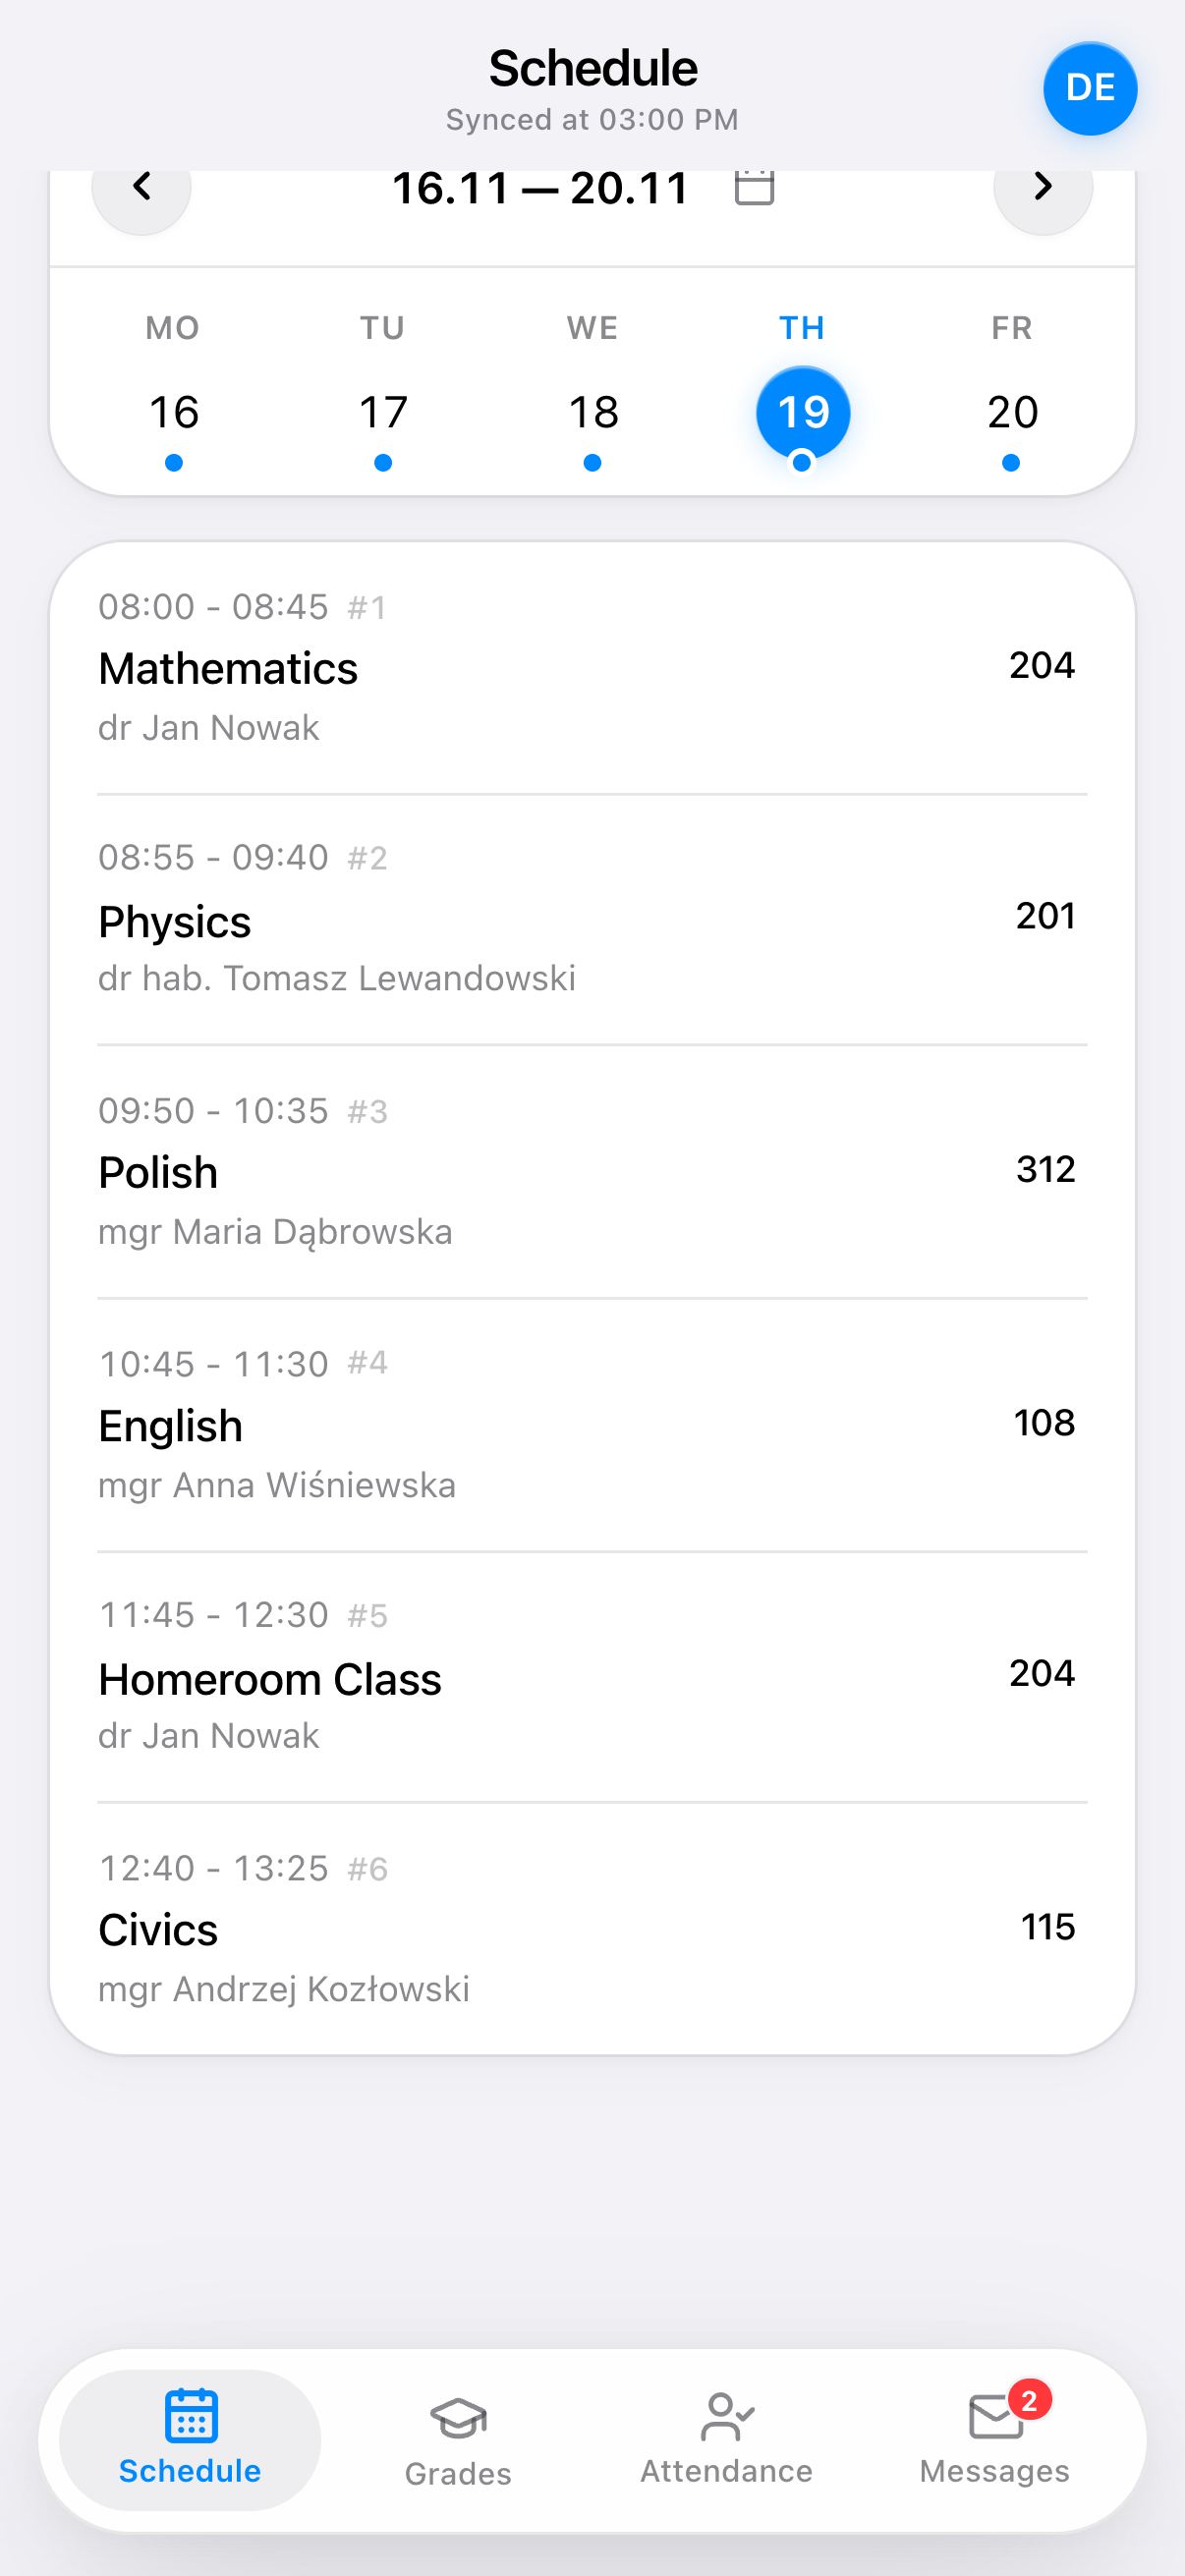 Schedule
Synced at 03:00 PM
DE
16.11 — 20.11
MO TU WE TH FR
16 17 18 19 20
08:00 - 08:45 #1
Mathematics
204
dr Jan Nowak
08:55 - 09:40 #2
Physics
201
dr hab. Tomasz Lewandowski
09:50 - 10:35 #3
Polish
312
mgr Maria Dąbrowska
10:45 - 11:30 #4
English
108
mgr Anna Wiśniewska
11:45 - 12:30 #5
Homeroom Class
204
dr Jan Nowak
12:40 - 13:25 #6
Civics
115
mgr Andrzej Kozłowski
2
Schedule Grades Attendance Messages